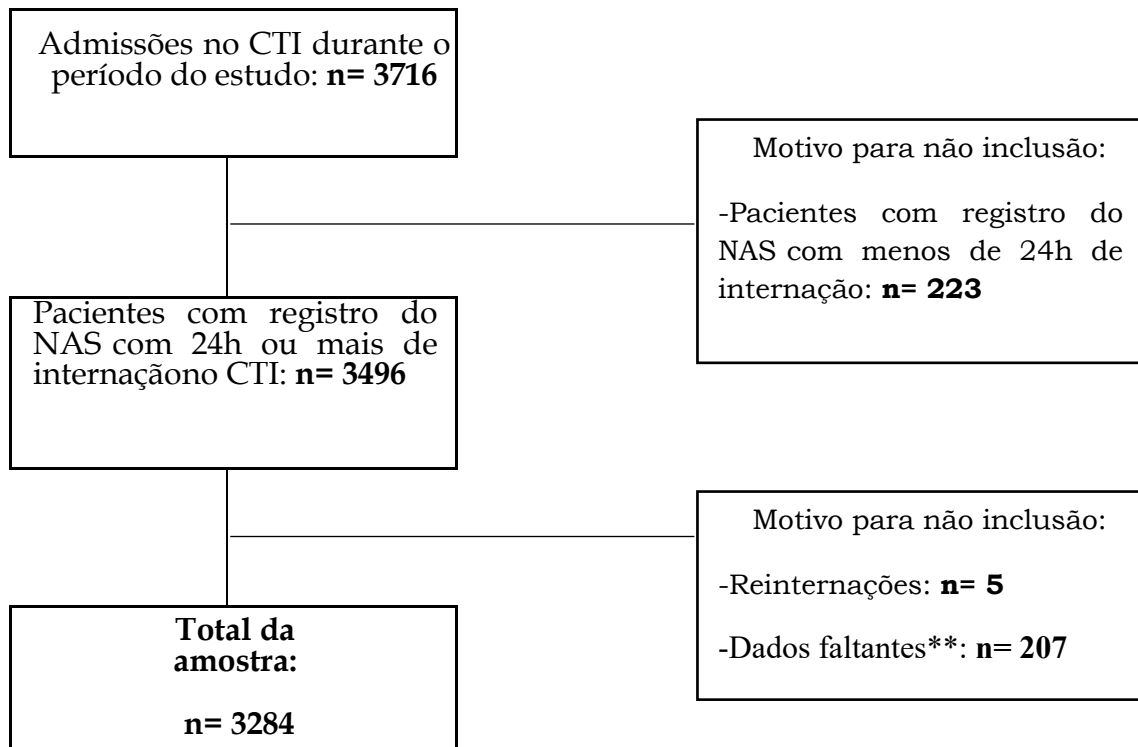 Admissões no CTI durante o
período do estudo: n= 3716
Motivo para não inclusão:
-Pacientes com registro do
NAS com menos de 24h de
internação: n= 223
Pacientes com registro do
NAS com 24h ou mais de
internaçãono CTI: n= 3496
Motivo para não inclusão:
-Reinternações: n= 5
-Dados faltantes**: n= 207
Total da
amostra:
n= 3284